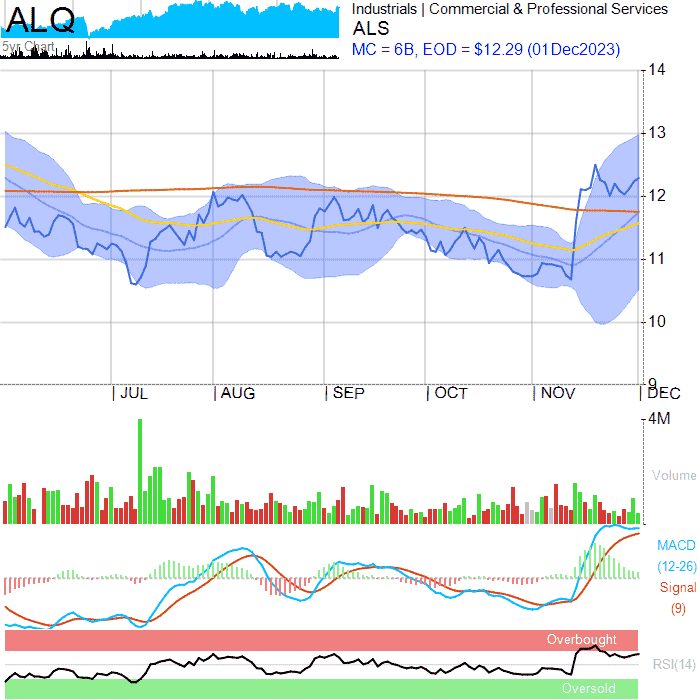 ALQ
5yr Chart
Industrials | Commercial & Professional Services
ALS
MC = 6B, EOD = $12.29 (01Dec2023)
14
13
12
11
10
9
JUL AUG SEP OCT NOV DEC
4M
Volume
MACD
(12-26)
Signal
(9)
Overbought
RSI(14)
Oversold